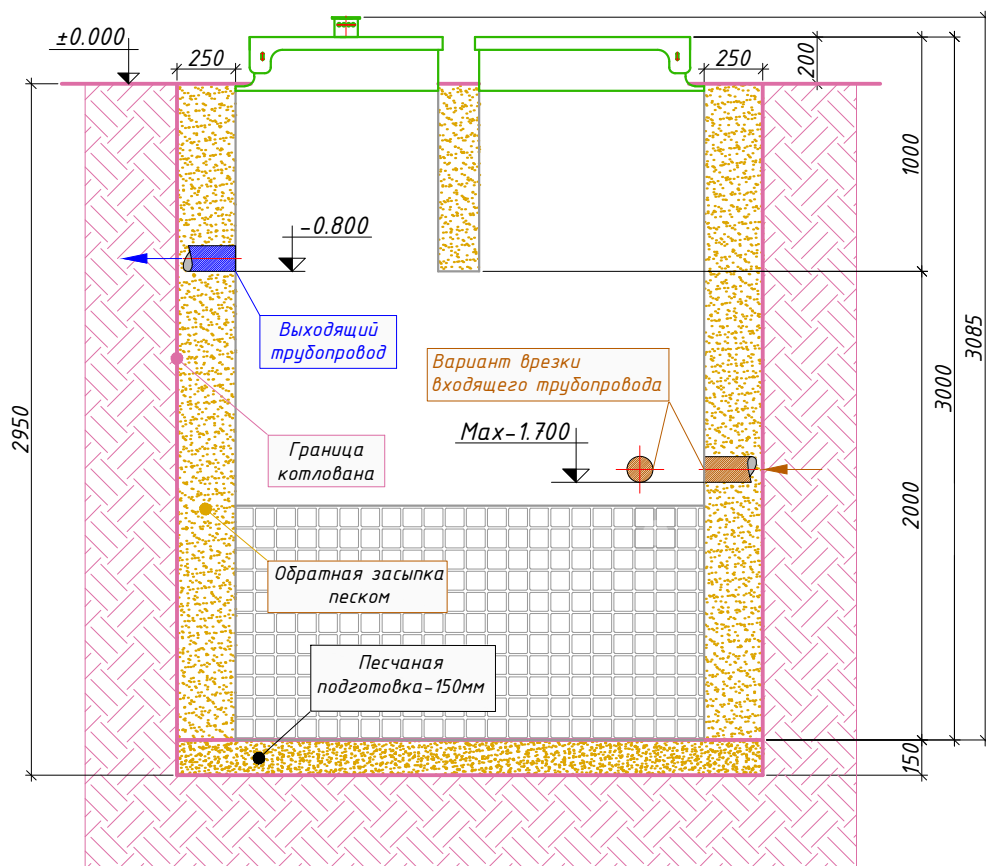 ±0.000
250
250
200
1000
-0.800
3085
Выходящий
трубопровод
Вариант врезки
входящего трубопровода
3000
2950
Max-1.700
Граница
котлована
2000
Обратная засыпка
песком
Песчаная
подготовка-150мм
150